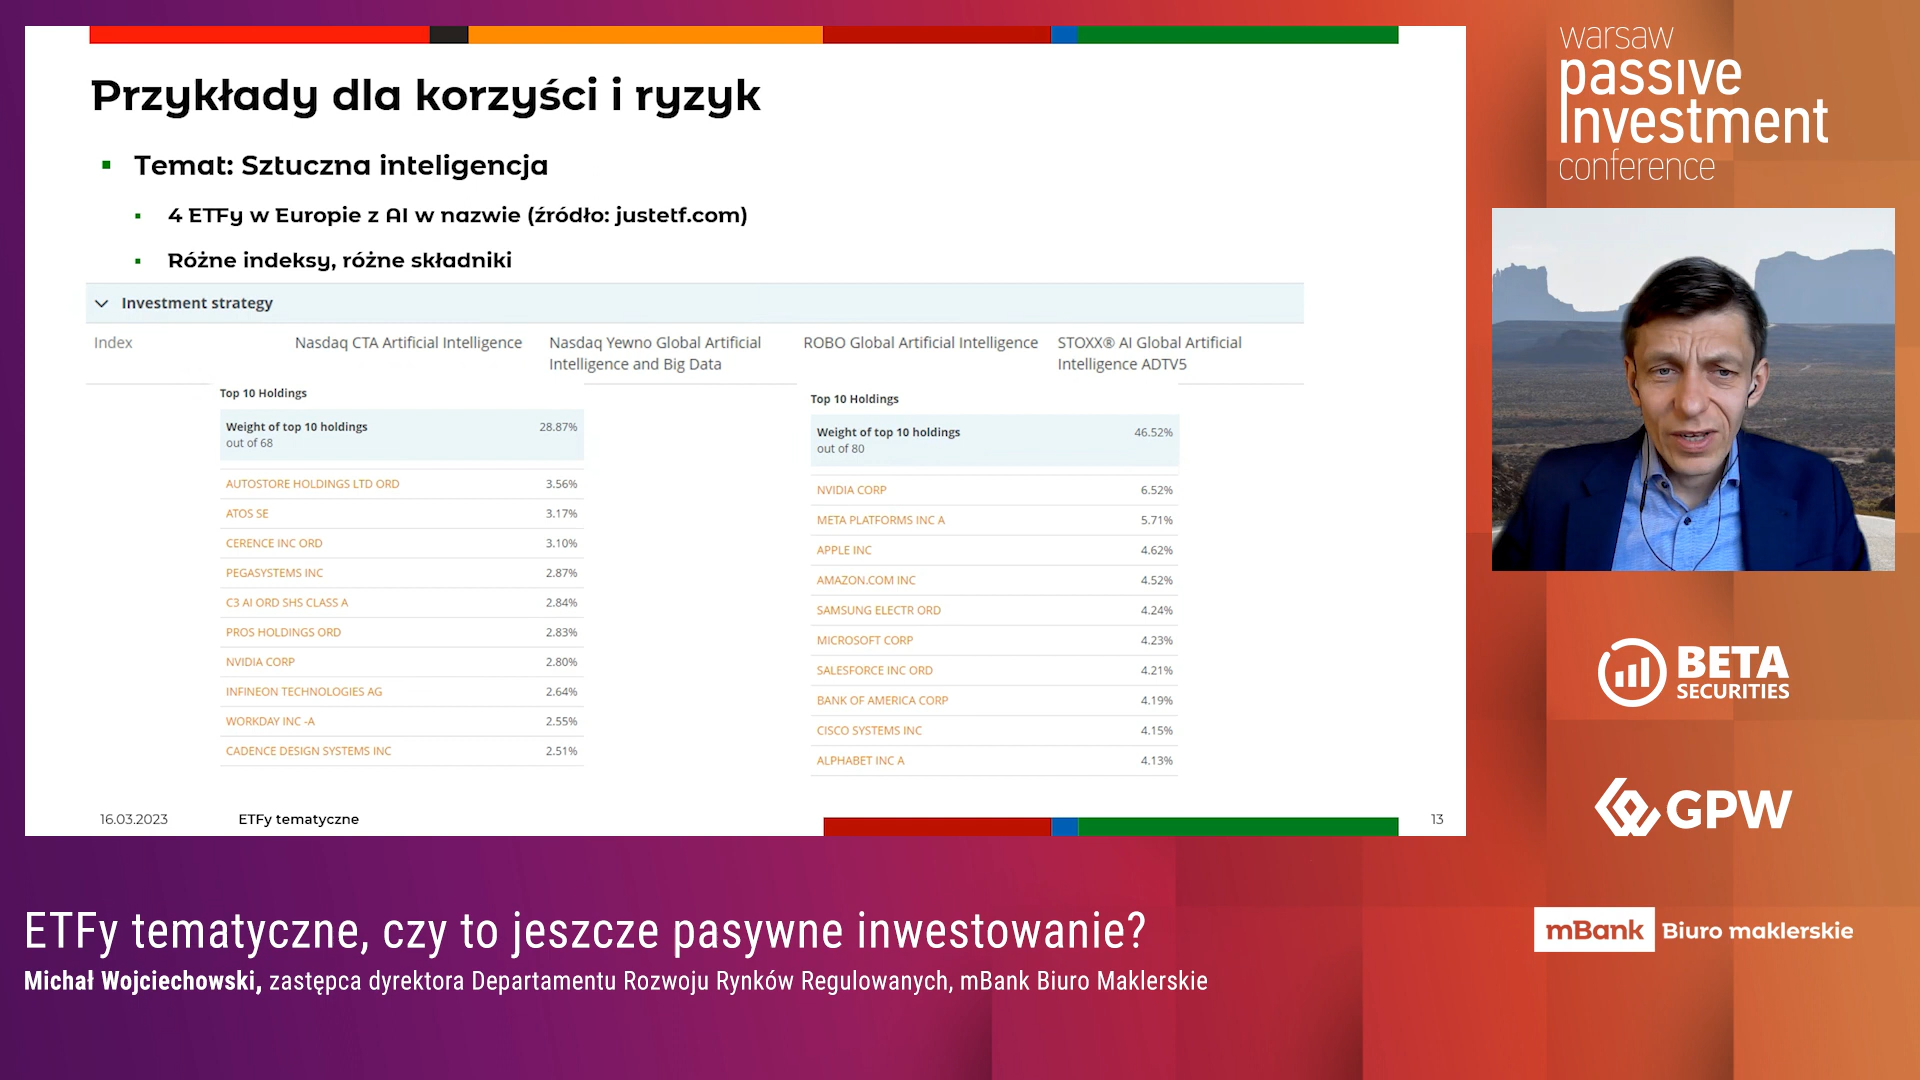 Przykłady dla korzyści i ryzyk
Temat: Sztuczna inteligencja
4 ETFy w Europie z AI w nazwie (źródło: justetf.com)
Różne indeksy, różne składniki
Investment strategy
Index
Nasdaq CTA Artificial Intelligence
Nasdaq Yewno Global Artificial
Intelligence and Big Data
ROBO Global Artificial Intelligence
STOXX® AI Global Artificial
Intelligence ADTV5
Top 10 Holdings
Weight of top 10 holdings 28.87%
out of 68
AUTOSTORE HOLDINGS LTD ORD 3.56%
ATOS SE 3.17%
CERENCE INC ORD 3.10%
PEGASYSTEMS INC 2.87%
C3 AI ORD SHS CLASS A 2.84%
PROS HOLDINGS ORD 2.83%
NVIDIA CORP 2.80%
INFINEON TECHNOLOGIES AG 2.64%
WORKDAY INC -A 2.55%
CADENCE DESIGN SYSTEMS INC 2.51%
Top 10 Holdings
Weight of top 10 holdings 46.52%
out of 80
NVIDIA CORP 6.52%
META PLATFORMS INC A 5.71%
APPLE INC 4.62%
AMAZON.COM INC 4.52%
SAMSUNG ELECTR ORD 4.24%
MICROSOFT CORP 4.23%
SALESFORCE INC ORD 4.21%
BANK OF AMERICA CORP 4.19%
CISCO SYSTEMS INC 4.15%
ALPHABET INC A 4.13%
16.03.2023 ETFy tematyczne 13
warsaw
passive
Investment
conference
BETA
SECURITIES
GPW
mBank Biuro maklerskie
ETFy tematyczne, czy to jeszcze pasywne inwestowanie?
Michał Wojciechowski, zastępca dyrektora Departamentu Rozwoju Rynków Regulowanych, mBank Biuro Maklerskie